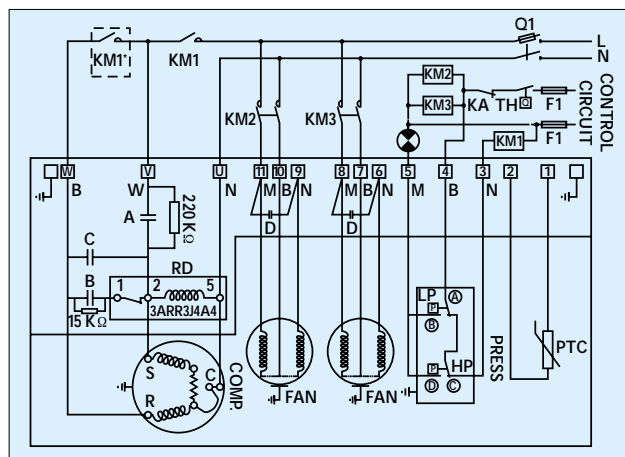 Q1
L
N
KM1*
KM1
KM2
KM3
KA TH
Q
F1
F1
KM2
KM3
KM1
CONTROL
CIRCUIT
W
V
U
11
10
9
8
7
6
5
4
3
2
1
B
W
N
M
B
N
M
B
N
M
B
N
A
220 KΩ
C
D
D
B
RD
1
2
5
15 KΩ
3ARR3J4A4
LP
A
P
B
PTC
PRESS
HP
P
D
C
S
C
R
COMP.
FAN
FAN